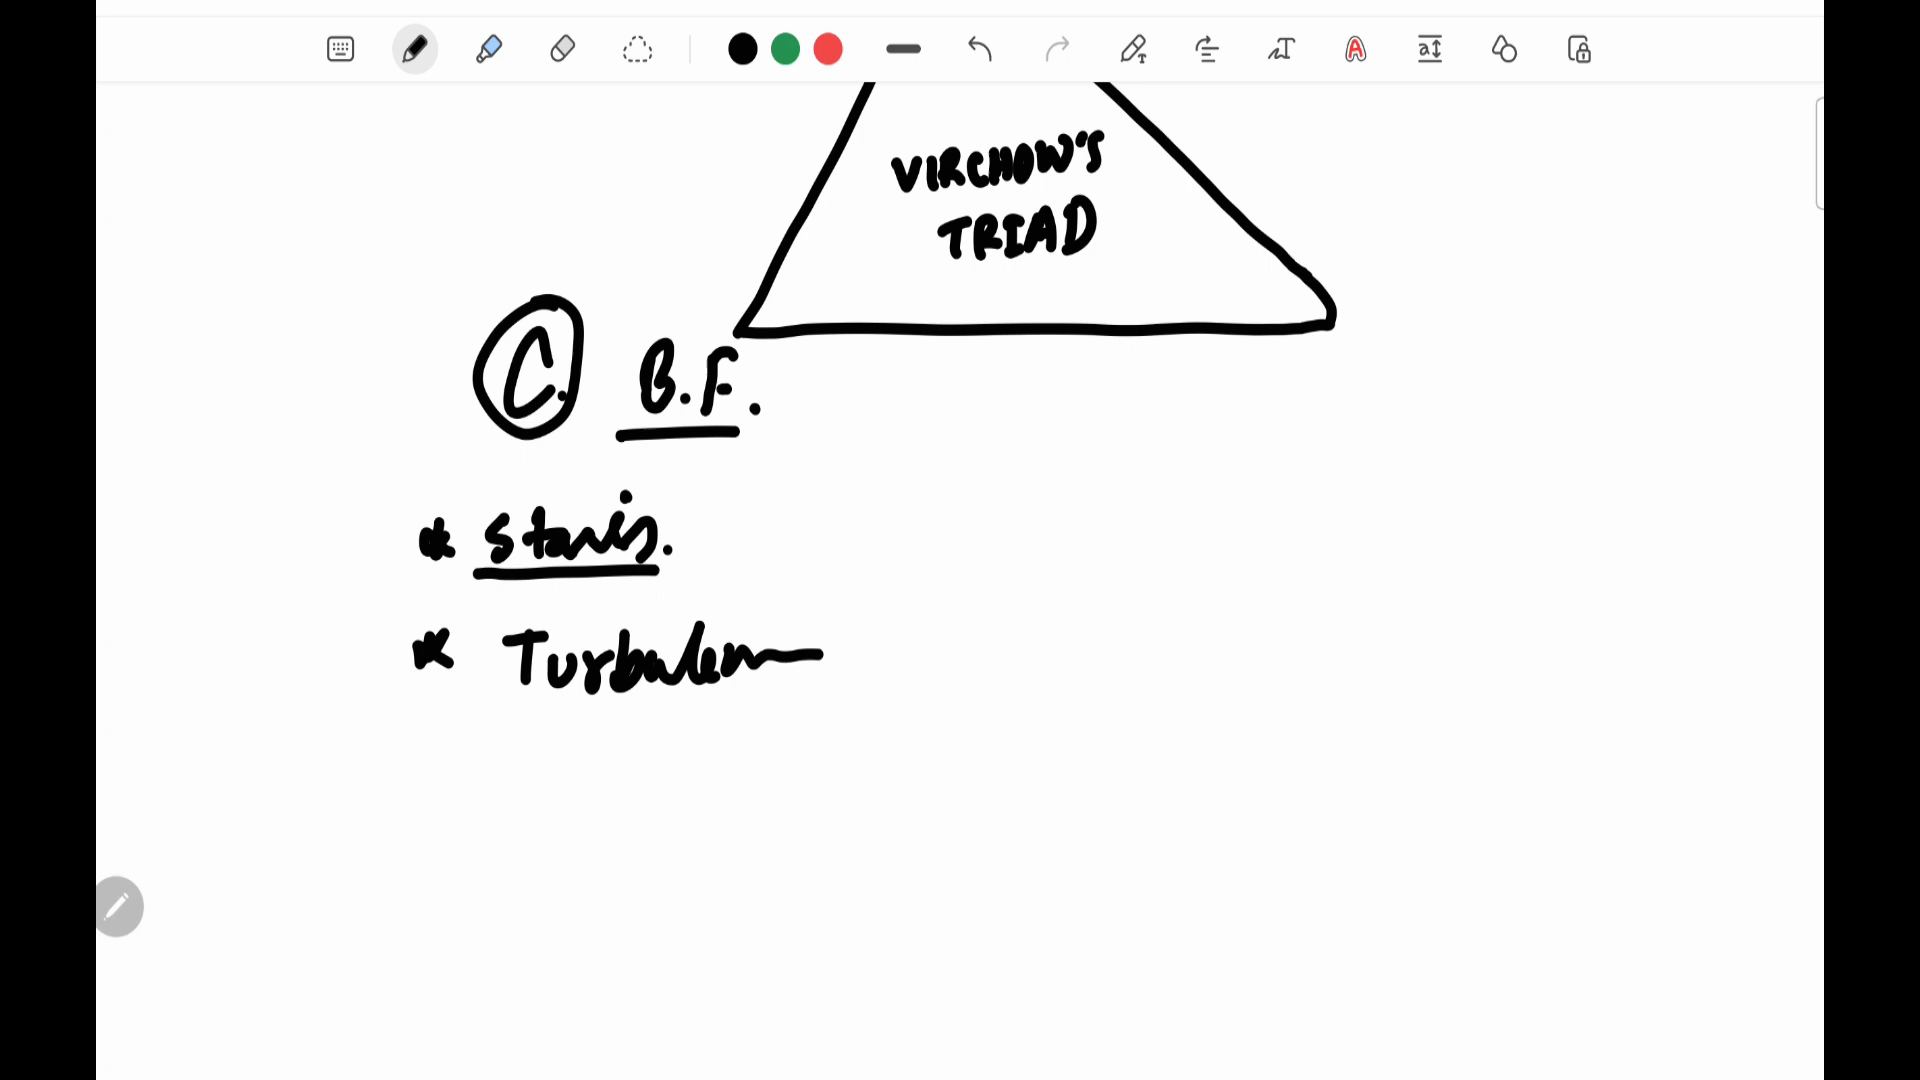 VIRCHOW'S
TRIAD
C. B.F.
* stasis.
* Turbulen